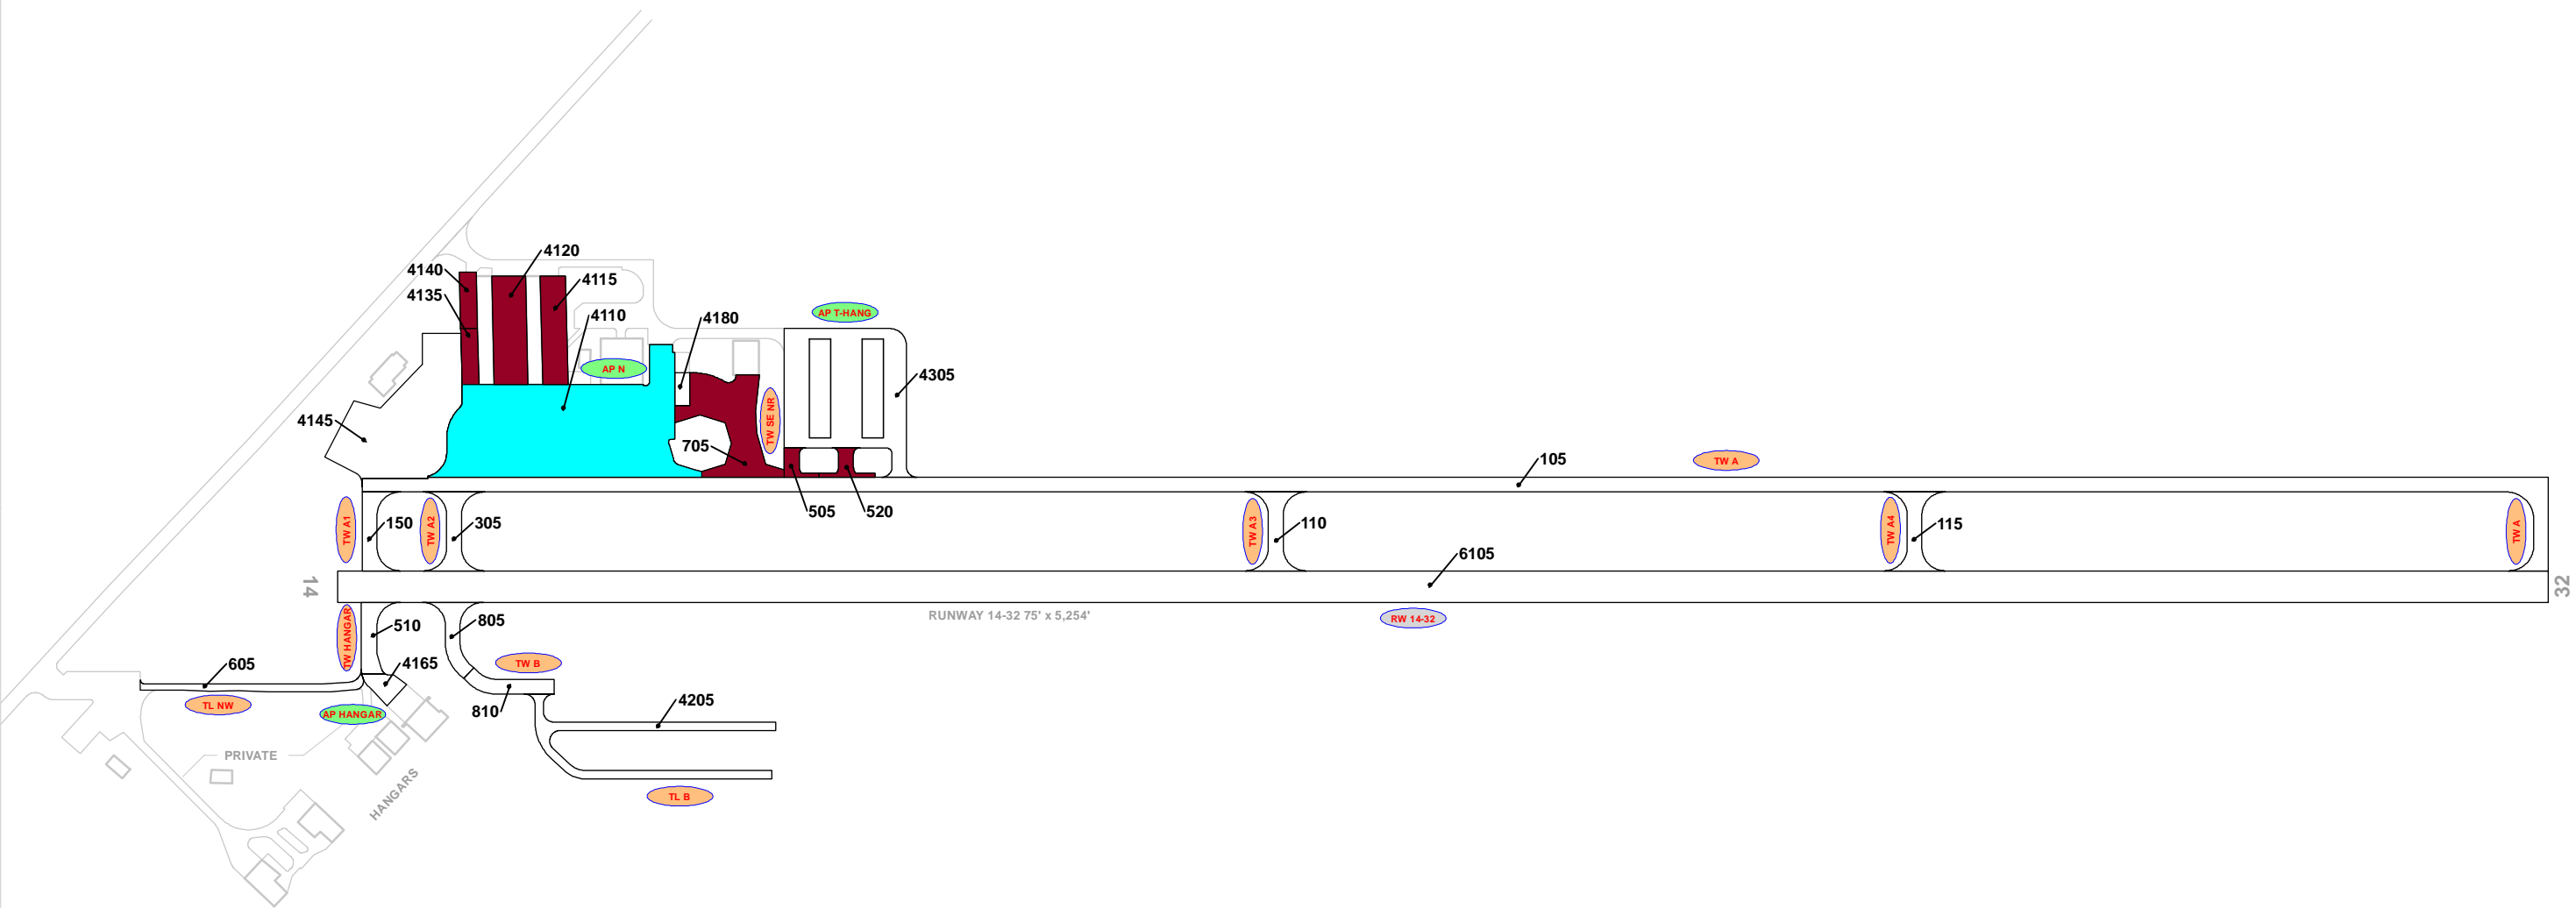 4120
4140
4115
4135
AP T-HANG
4110
4180
AP N
4305
4145
TW SE NR
705
105
TW A
505
520
TW A1
150
TW A2
305
TW A3
110
TW A4
115
TW A
6105
14
32
RUNWAY 14-32 75' x 5,254'
RW 14-32
TW HANGAR
510
805
605
4165
TW B
TL NW
AP HANGAR
810
4205
PRIVATE
HANGARS
TL B